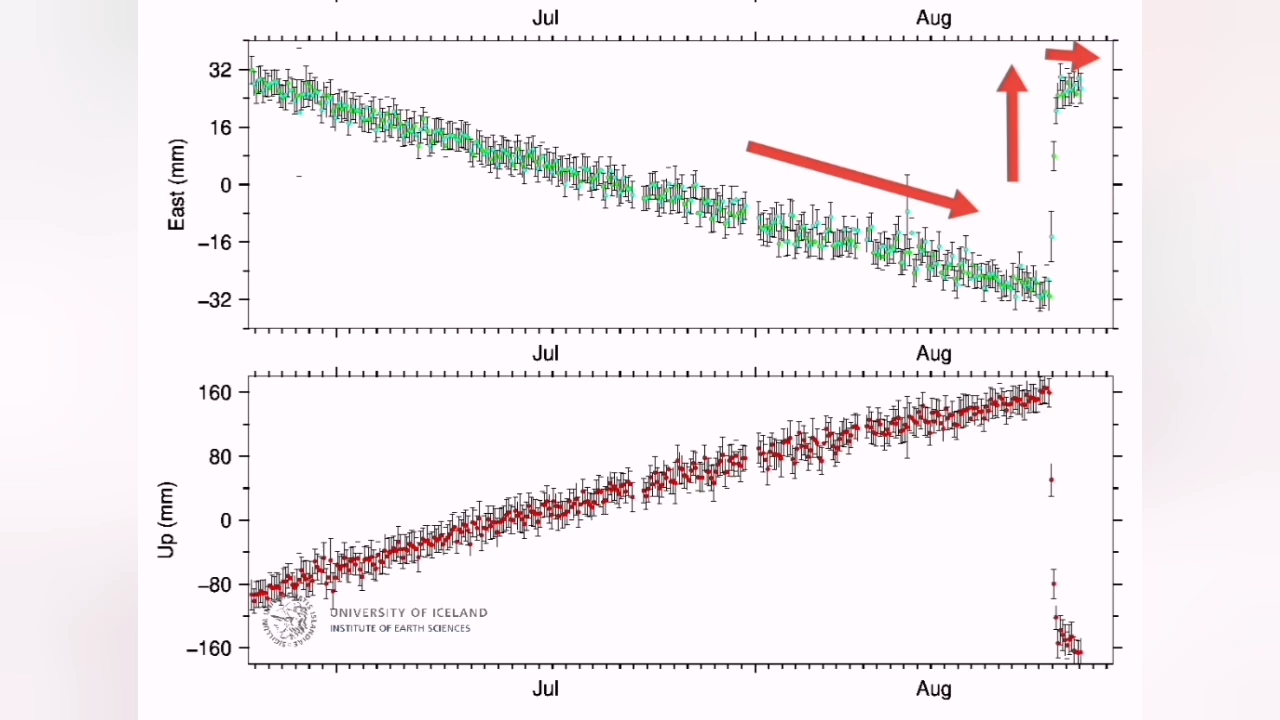 Jul Aug
32
16
0
−16
−32
East (mm)
Jul Aug
160
80
0
−80
−160
Up (mm)
UNIVERSITY OF ICELAND
INSTITUTE OF EARTH SCIENCES
Jul Aug